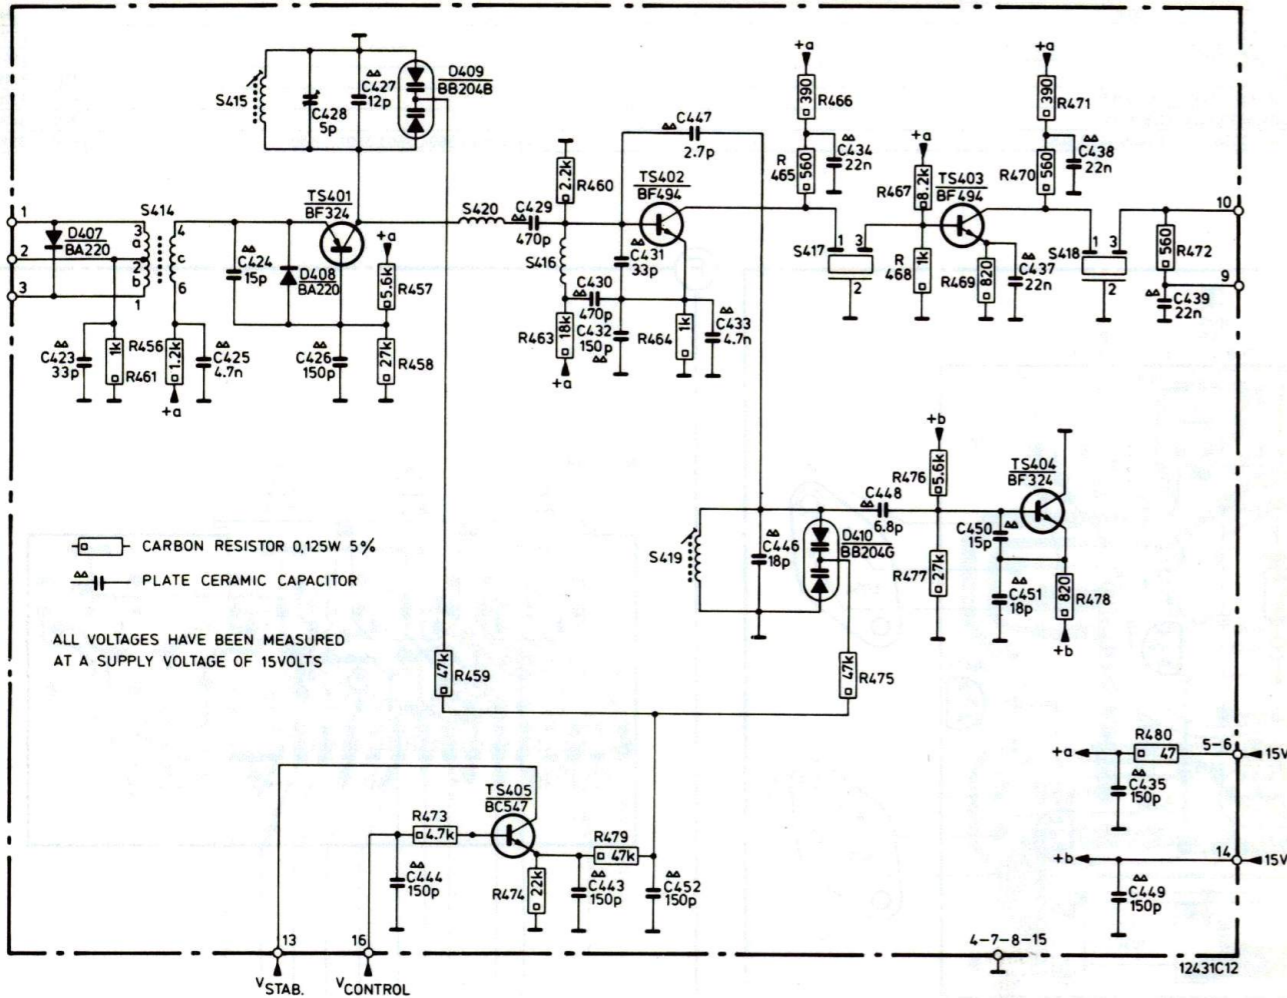 +a
+a
390
R466
390
R471
D409
BB204B
S415
C427
12p
C428
5p
C447
2.7p
C434
22n
C438
22n
R
465
560
R470
560
+a
2.2k
R460
R467
8.2k
TS401
BF324
TS402
BF494
TS403
BF494
1
S414
3
4
S420
C429
470p
10
D407
BA220
a
+a
1
3
1
3
560
R472
2
C424
15p
2
c
S416
C431
33p
S417
R
468
1k
R469
820
C437
22n
S418
D408
BA220
5.6k
R457
b
6
C430
470p
2
2
9
3
1
C439
22n
C423
33p
1k
R456
R461
1.2k
C425
4.7n
C426
150p
27k
R458
R463
18k
C432
150p
R464
1k
C433
4.7n
+a
+a
+b
R476
5.6k
TS404
BF324
C448
6.8p
CARBON RESISTOR 0,125W 5%
S419
C446
18p
D410
BB204G
C450
15p
PLATE CERAMIC CAPACITOR
R477
27k
C451
18p
820
R478
ALL VOLTAGES HAVE BEEN MEASURED
AT A SUPPLY VOLTAGE OF 15VOLTS
+b
47k
R459
47k
R475
+a
R480
47
5-6
15V
C435
150p
TS405
BC547
R473
4.7k
R479
47k
+b
14
15V
C444
150p
R474
22k
C443
150p
C452
150p
C449
150p
13
16
4-7-8-15
12431C12
VSTAB.
VCONTROL